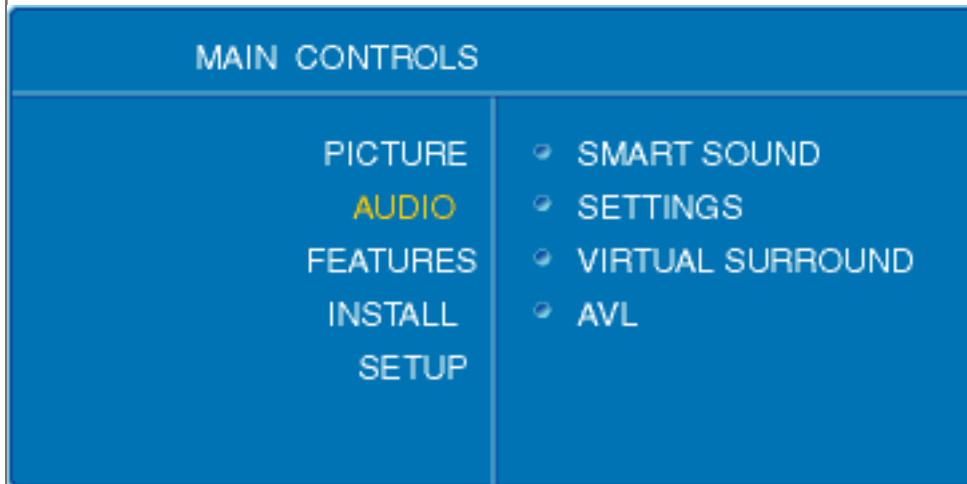 MAIN CONTROLS
PICTURE
AUDIO
FEATURES
INSTALL
SETUP
SMART SOUND
SETTINGS
VIRTUAL SURROUND
AVL